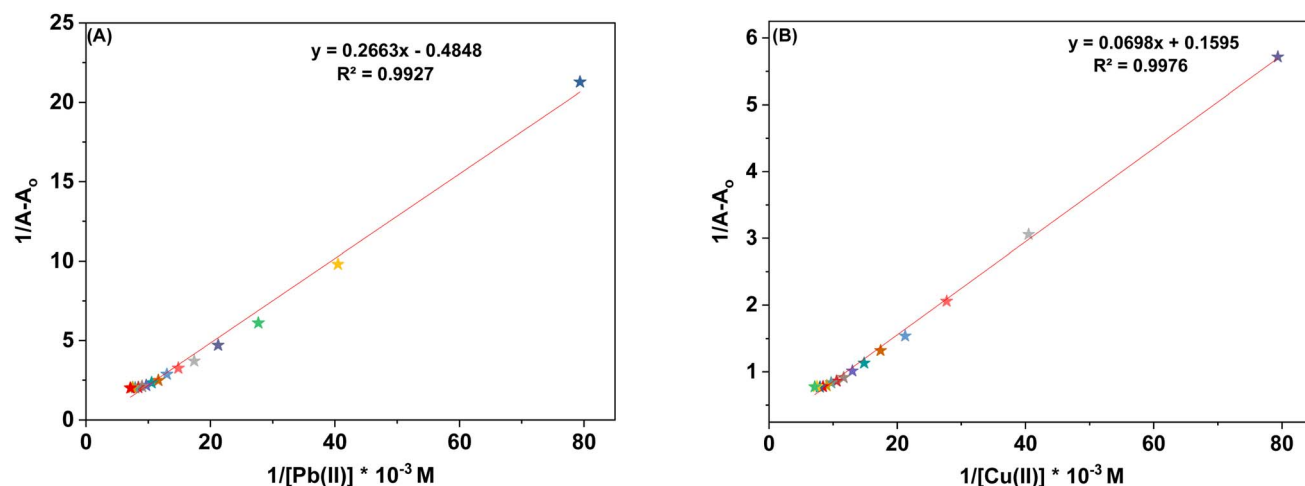 (A)
y = 0.2663x - 0.4848
R² = 0.9927
25
20
15
10
5
0
1/A-Aₒ
0 20 40 60 80
1/[Pb(II)] * 10⁻³ M
(B)
y = 0.0698x + 0.1595
R² = 0.9976
6
5
4
3
2
1
1/A-Aₒ
0 20 40 60 80
1/[Cu(II)] * 10⁻³ M